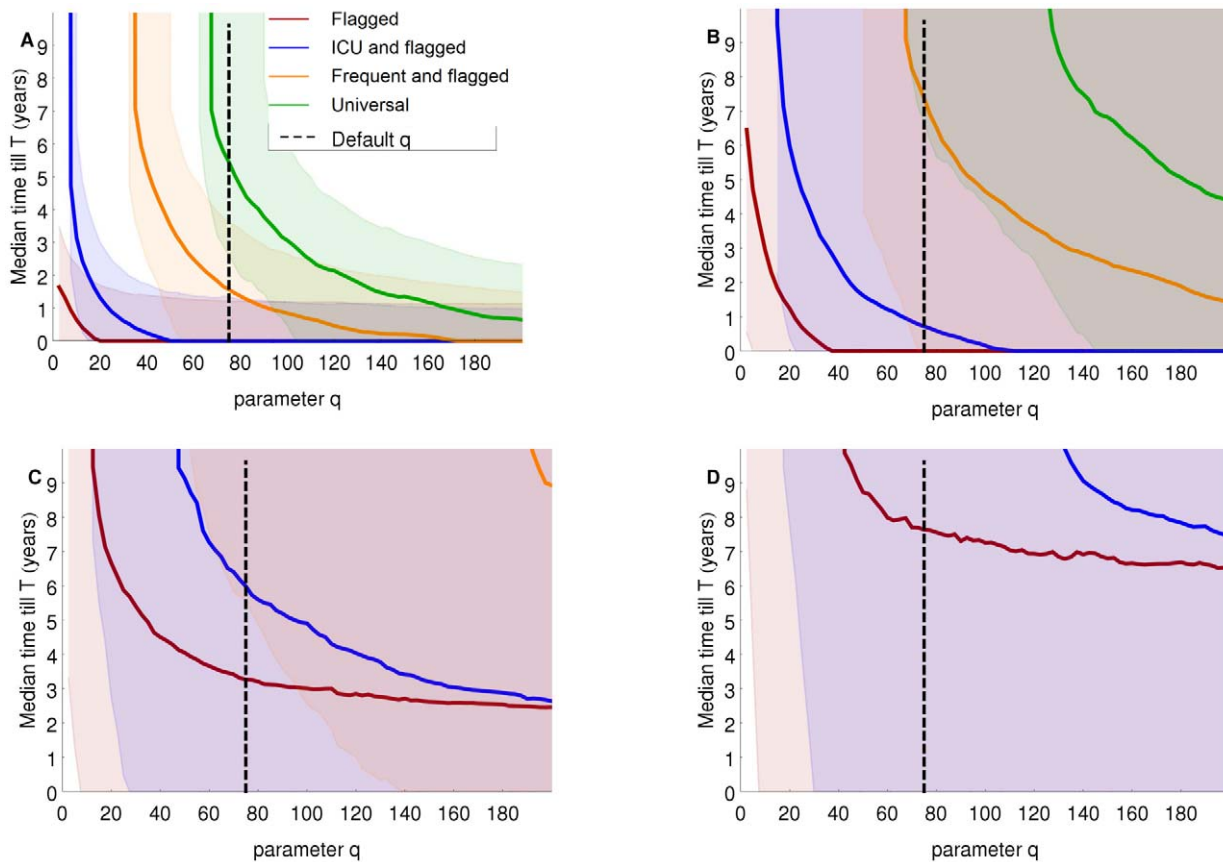 A
Flagged
ICU and flagged
Frequent and flagged
Universal
Default q
Median time till T (years)
9
8
7
6
5
4
3
2
1
0
0 20 40 60 80 100 120 140 160 180
parameter q
B
Median time till T (years)
9
8
7
6
5
4
3
2
1
0
0 20 40 60 80 100 120 140 160 180
parameter q
C
Median time till T (years)
9
8
7
6
5
4
3
2
1
0
0 20 40 60 80 100 120 140 160 180
parameter q
D
Median time till T (years)
9
8
7
6
5
4
3
2
1
0
0 20 40 60 80 100 120 140 160 180
parameter q